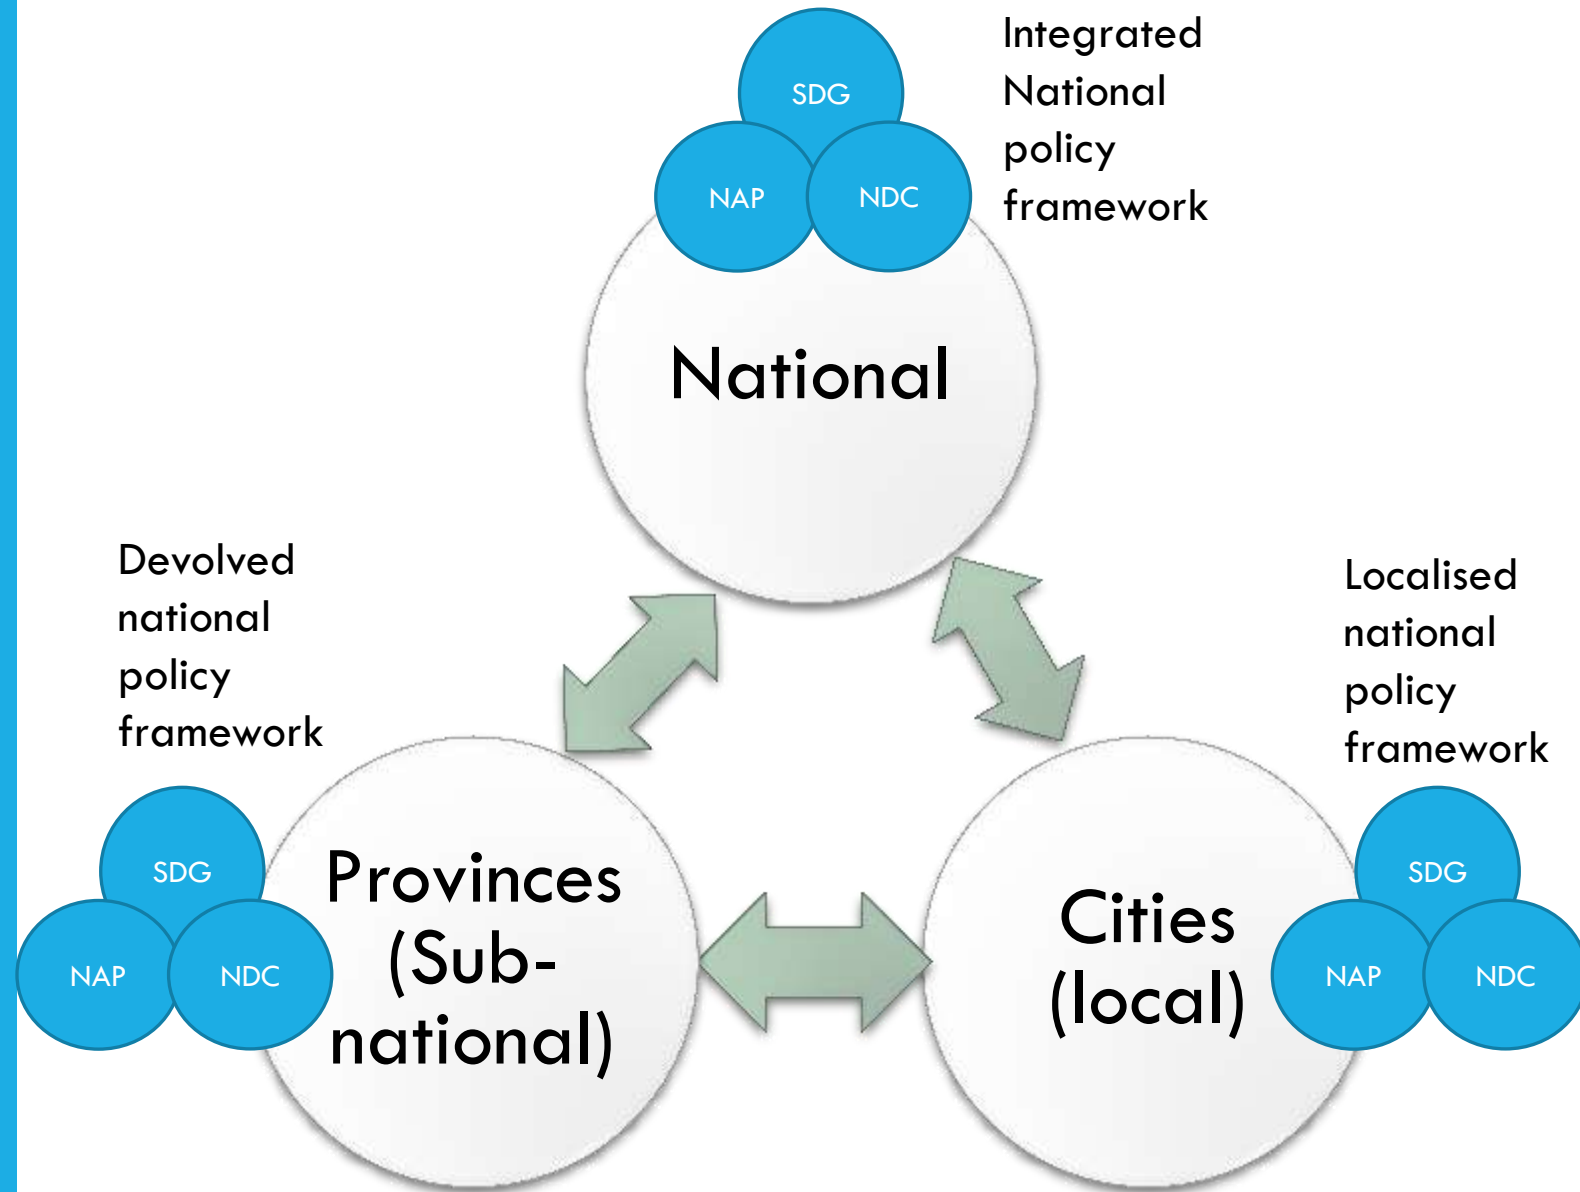 SDG
NAP
NDC
Integrated
National
policy
framework
National
Devolved
national
policy
framework
Localised
national
policy
framework
SDG
NAP
NDC
Provinces
(Sub-
national)
Cities
(local)
SDG
NAP
NDC